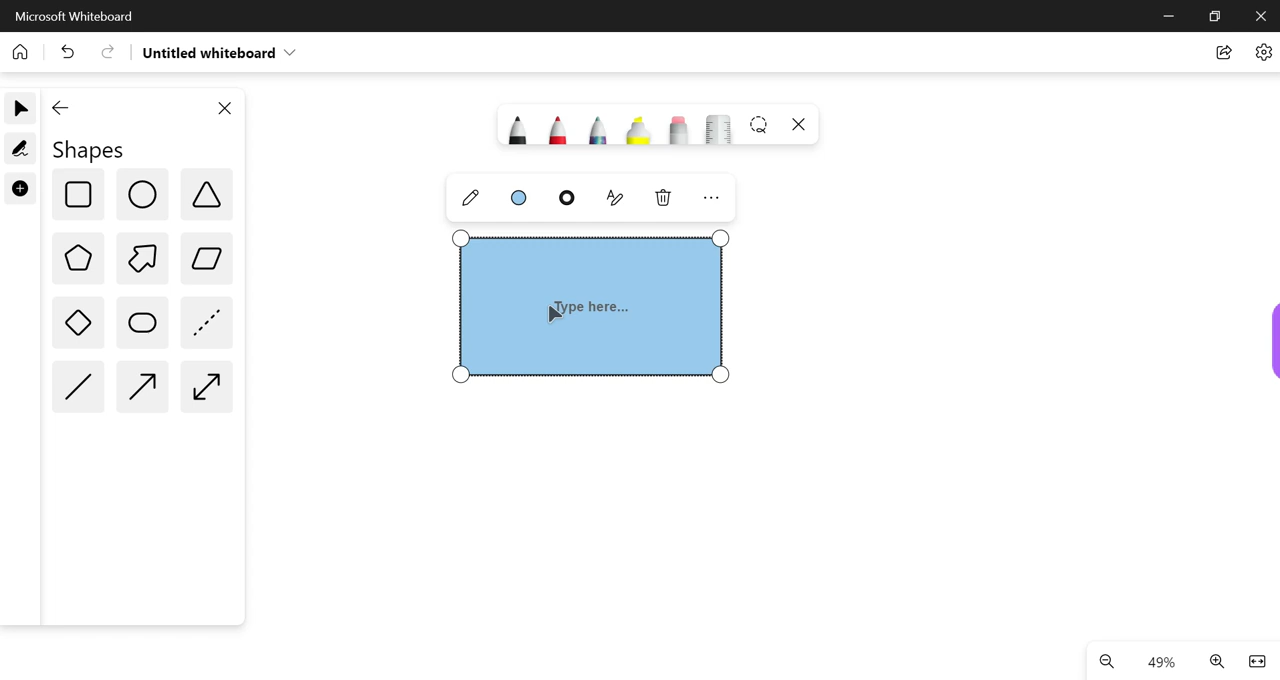 Microsoft Whiteboard
Untitled whiteboard
Shapes
Type here...
49%